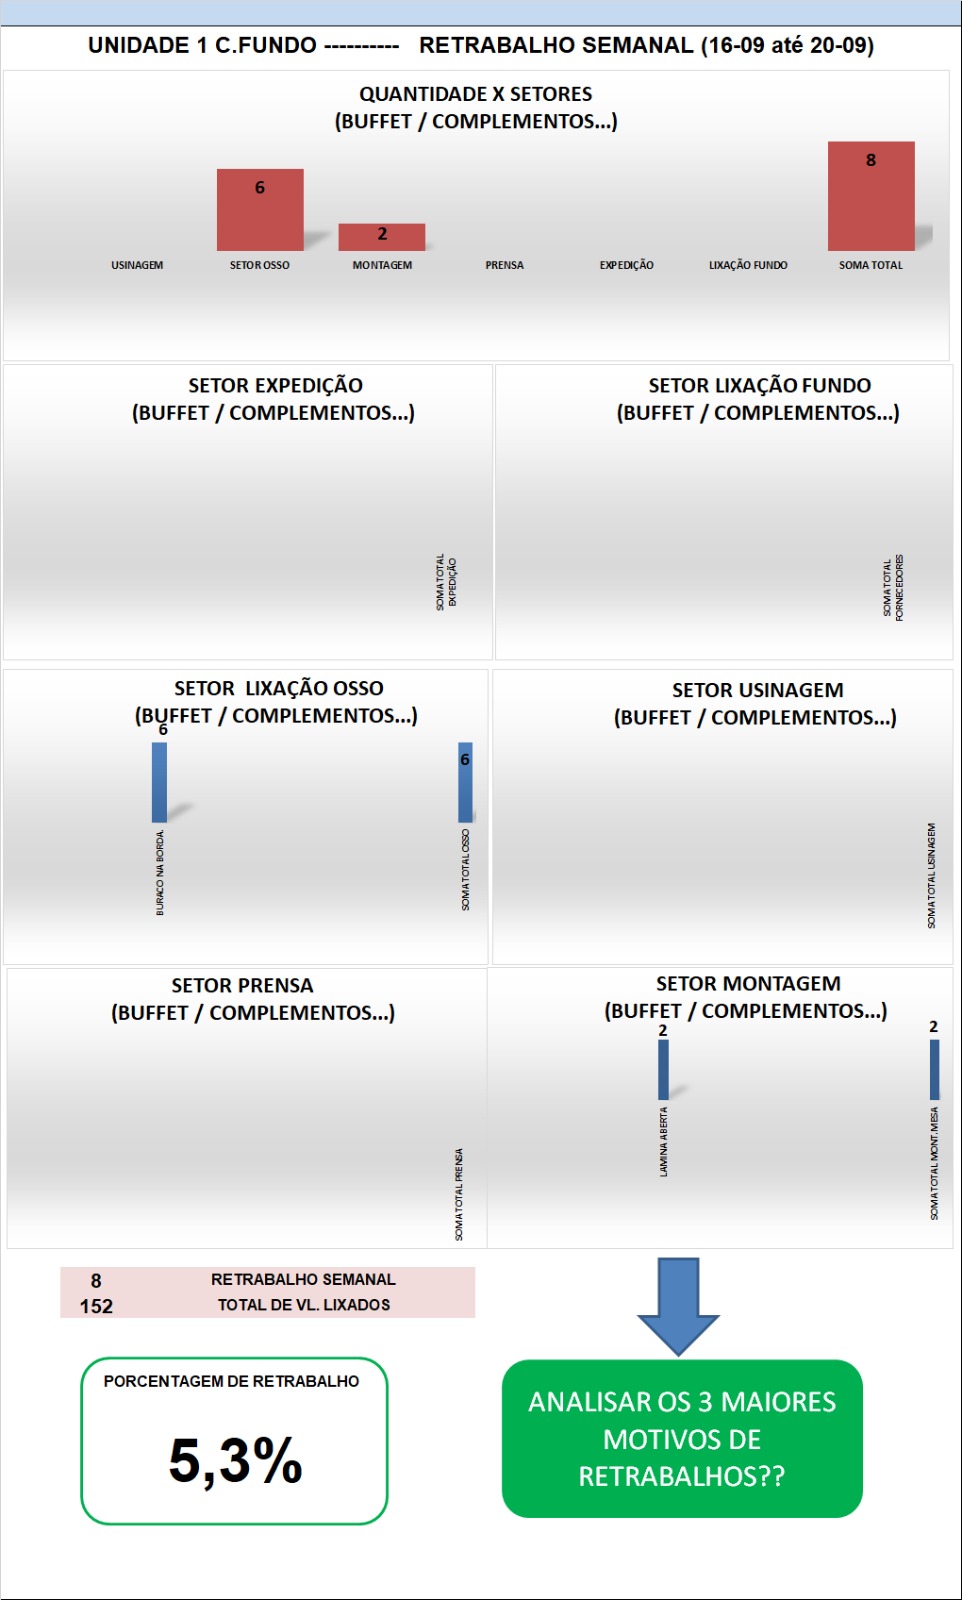 UNIDADE 1 C.FUNDO ---------- RETRABALHO SEMANAL (16-09 até 20-09)
QUANTIDADE X SETORES
(BUFFET / COMPLEMENTOS...)
6
2
8
USINAGEM SETOR OSSO MONTAGEM PRENSA EXPEDIÇÃO LIXAÇÃO FUNDO SOMA TOTAL
SETOR EXPEDIÇÃO
(BUFFET / COMPLEMENTOS...)
SOMA TOTAL
EXPEDIÇÃO
SETOR LIXAÇÃO FUNDO
(BUFFET / COMPLEMENTOS...)
SOMA TOTAL
FORNECEDORES
SETOR LIXAÇÃO OSSO
(BUFFET / COMPLEMENTOS...)
6
6
BURACO NA BORDA.
SOMA TOTAL OSSO
SETOR USINAGEM
(BUFFET / COMPLEMENTOS...)
SOMA TOTAL USINAGEM
SETOR PRENSA
(BUFFET / COMPLEMENTOS...)
SOMA TOTAL PRENSA
SETOR MONTAGEM
(BUFFET / COMPLEMENTOS...)
2
2
LAMINA ABERTA
SOMA TOTAL MONT.MESA
8 RETRABALHO SEMANAL
152 TOTAL DE VL. LIXADOS
PORCENTAGEM DE RETRABALHO
5,3%
ANALISAR OS 3 MAIORES
MOTIVOS DE
RETRABALHOS??